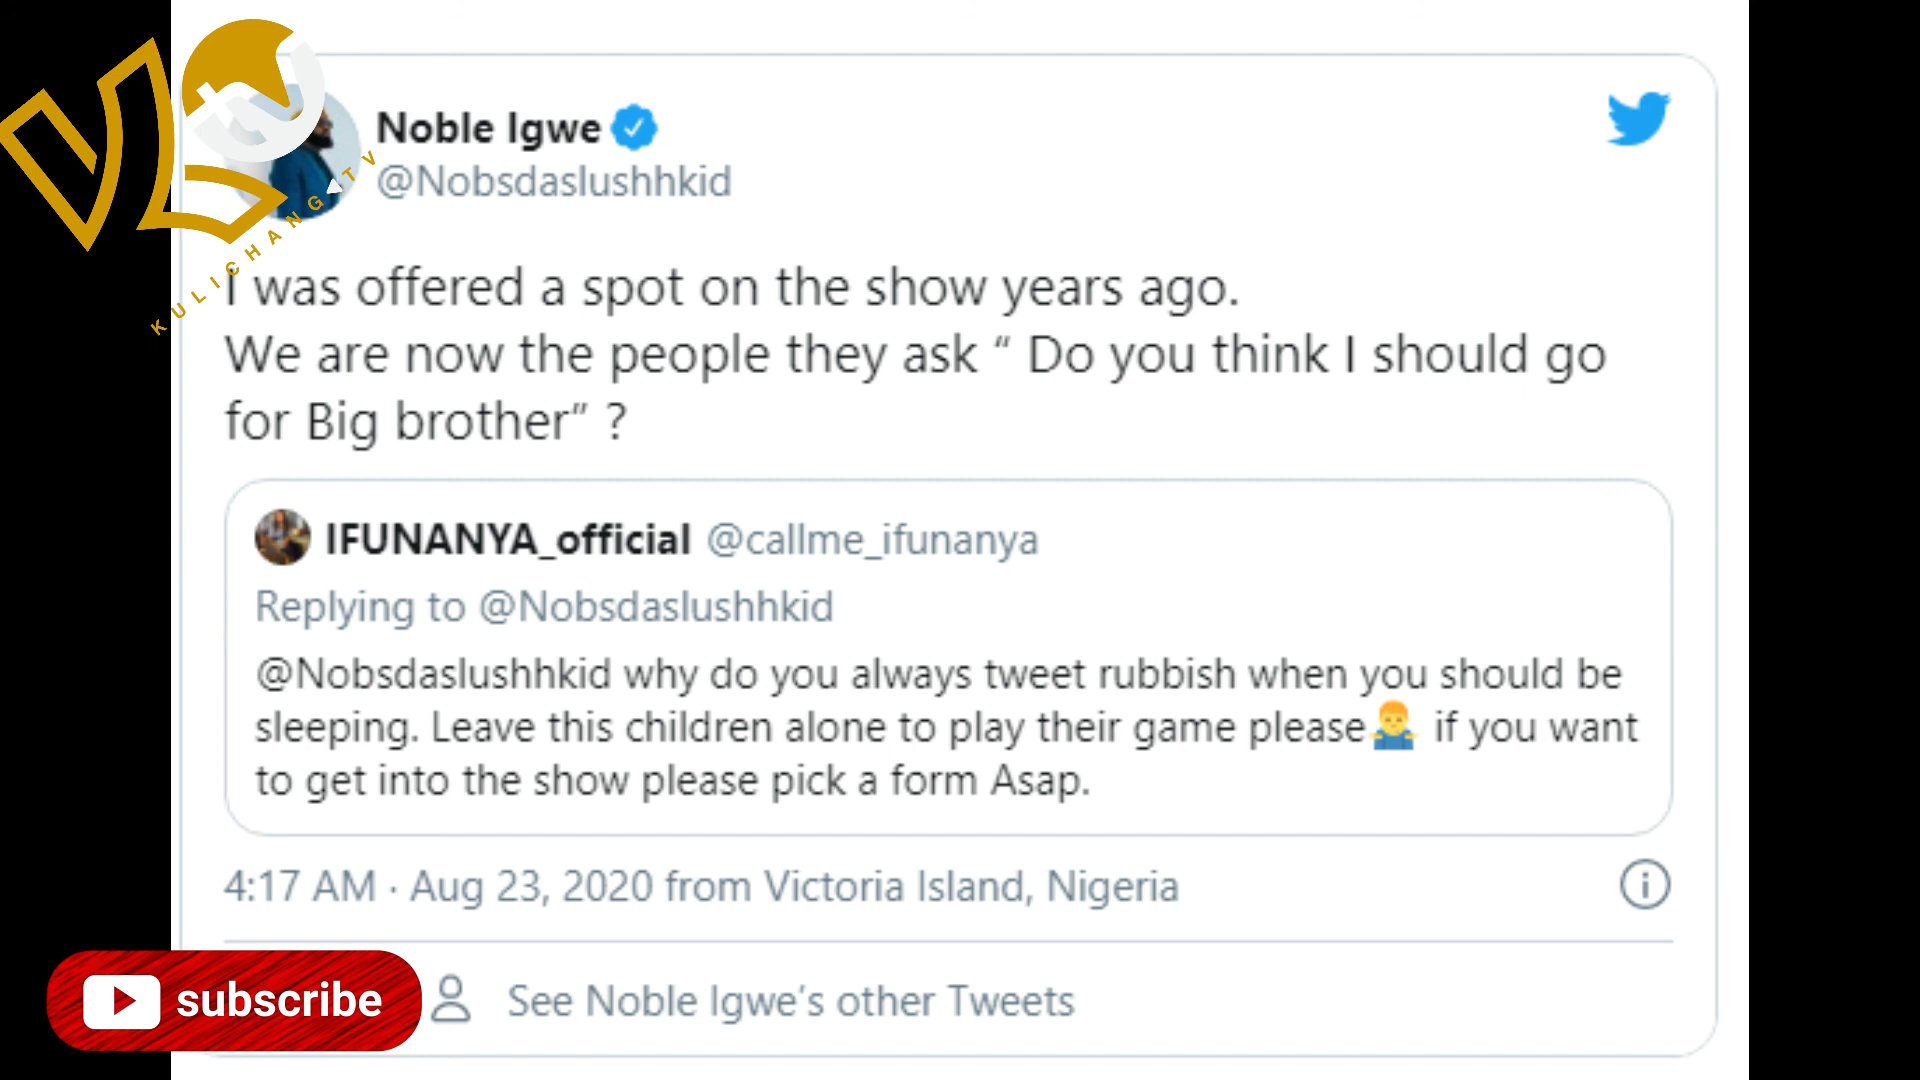 Noble Igwe
@Nobsdaslushhkid
KULICHANGATV
I was offered a spot on the show years ago.
We are now the people they ask “ Do you think I should go
for Big brother” ?
IFUNANYA_official @callme_ifunanya
Replying to @Nobsdaslushhkid
@Nobsdaslushhkid why do you always tweet rubbish when you should be
sleeping. Leave this children alone to play their game please🤷‍♂️ if you want
to get into the show please pick a form Asap.
4:17 AM · Aug 23, 2020 from Victoria Island, Nigeria
subscribe
See Noble Igwe’s other Tweets